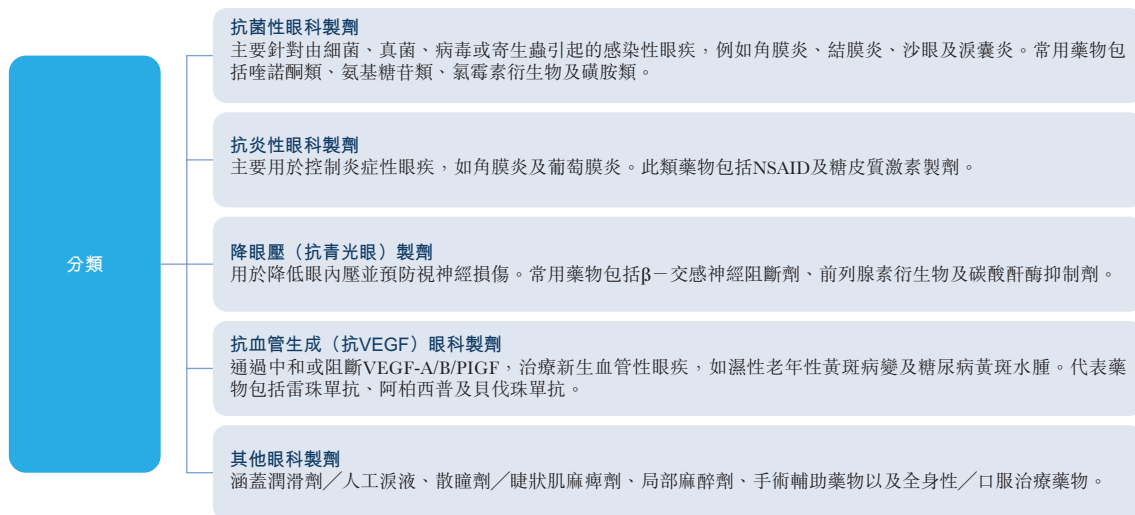 抗菌性眼科製劑
主要針對由細菌、真菌、病毒或寄生蟲引起的感染性眼疾，例如角膜炎、結膜炎、沙眼及淚囊炎。常用藥物包
括喹諾酮類、氨基糖苷類、氯霉素衍生物及磺胺類。
抗炎性眼科製劑
主要用於控制炎症性眼疾，如角膜炎及葡萄膜炎。此類藥物包括NSAID及糖皮質激素製劑。
分類
降眼壓（抗青光眼）製劑
用於降低眼內壓並預防視神經損傷。常用藥物包括β－交感神經阻斷劑、前列腺素衍生物及碳酸酐酶抑制劑。
抗血管生成（抗VEGF）眼科製劑
通過中和或阻斷VEGF-A/B/PIGF，治療新生血管性眼疾，如濕性老年性黃斑病變及糖尿病黃斑水腫。代表藥
物包括雷珠單抗、阿柏西普及貝伐珠單抗。
其他眼科製劑
涵蓋潤滑劑／人工淚液、散瞳劑／睫狀肌麻痺劑、局部麻醉劑、手術輔助藥物以及全身性／口服治療藥物。